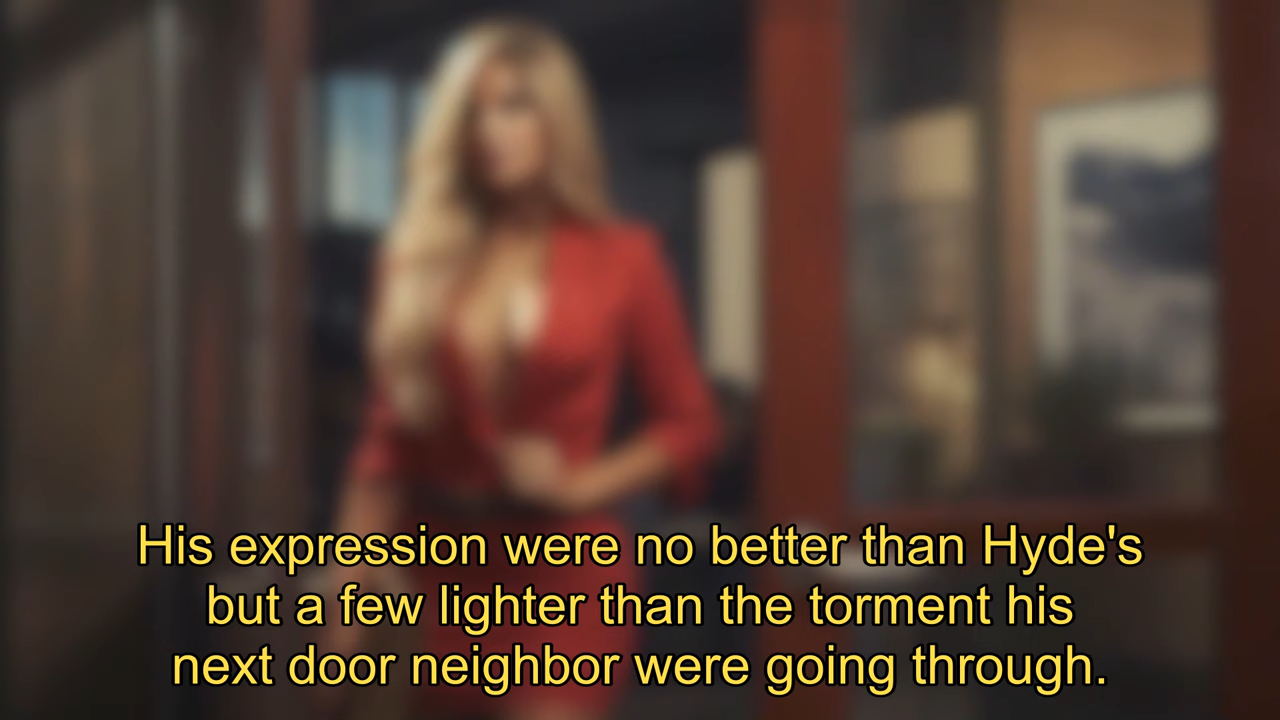 His expression were no better than Hyde's
but a few lighter than the torment his
next door neighbor were going through.